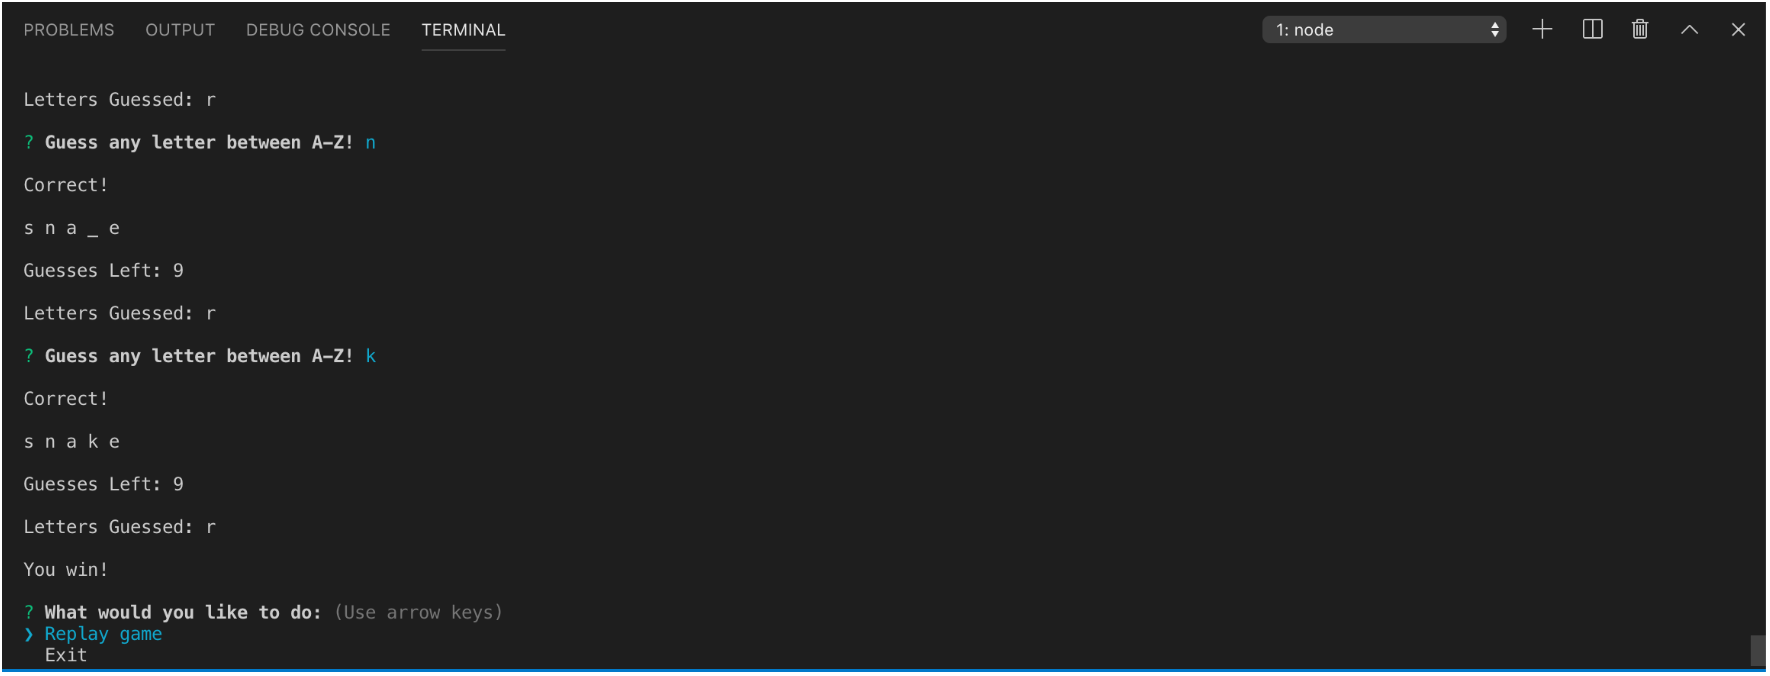 PROBLEMS OUTPUT DEBUG CONSOLE TERMINAL 1: node
Letters Guessed: r
? Guess any letter between A-Z! n
Correct!
s n a _ e
Guesses Left: 9
Letters Guessed: r
? Guess any letter between A-Z! k
Correct!
s n a k e
Guesses Left: 9
Letters Guessed: r
You win!
? What would you like to do: (Use arrow keys)
❯ Replay game
Exit